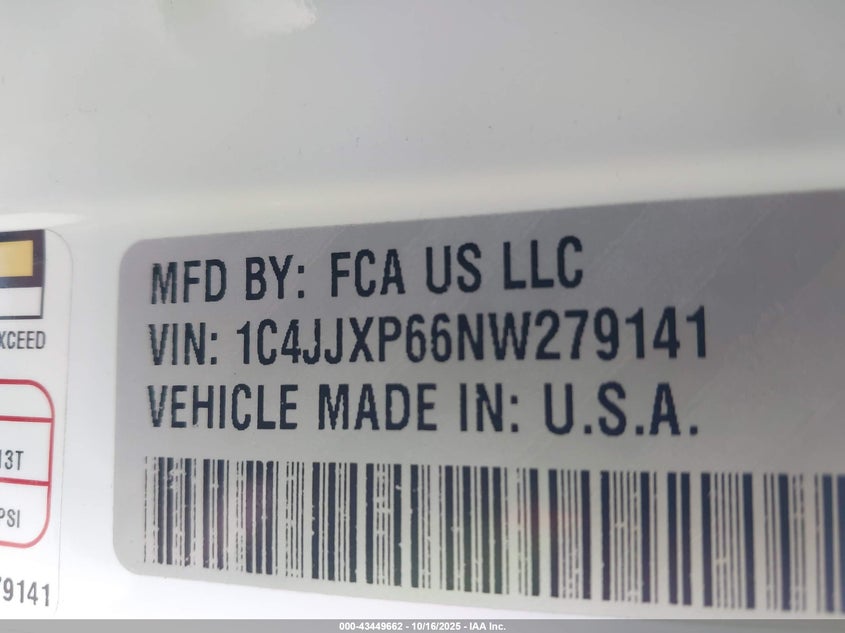 MFD BY: FCA US LLC
VIN: 1C4JJXP66NW279141
VEHICLE MADE IN: U.S.A.
XCEED
13T
PSI
79141
000-43449662 - 10/16/2025 - IAA Inc.